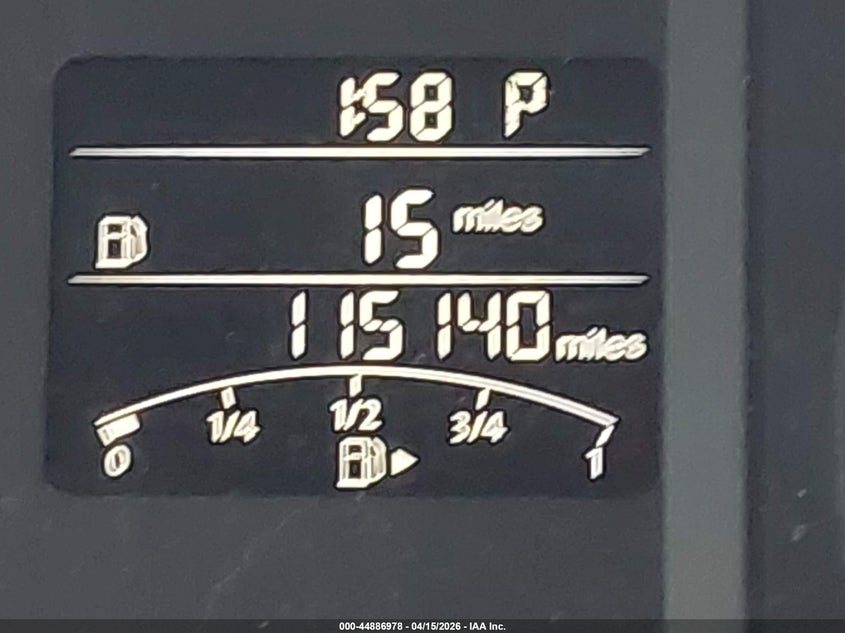 1:58 P
15 miles
115140 miles
0 1/4 1/2 3/4 1
000-44886978 - 04/15/2026 - IAA Inc.